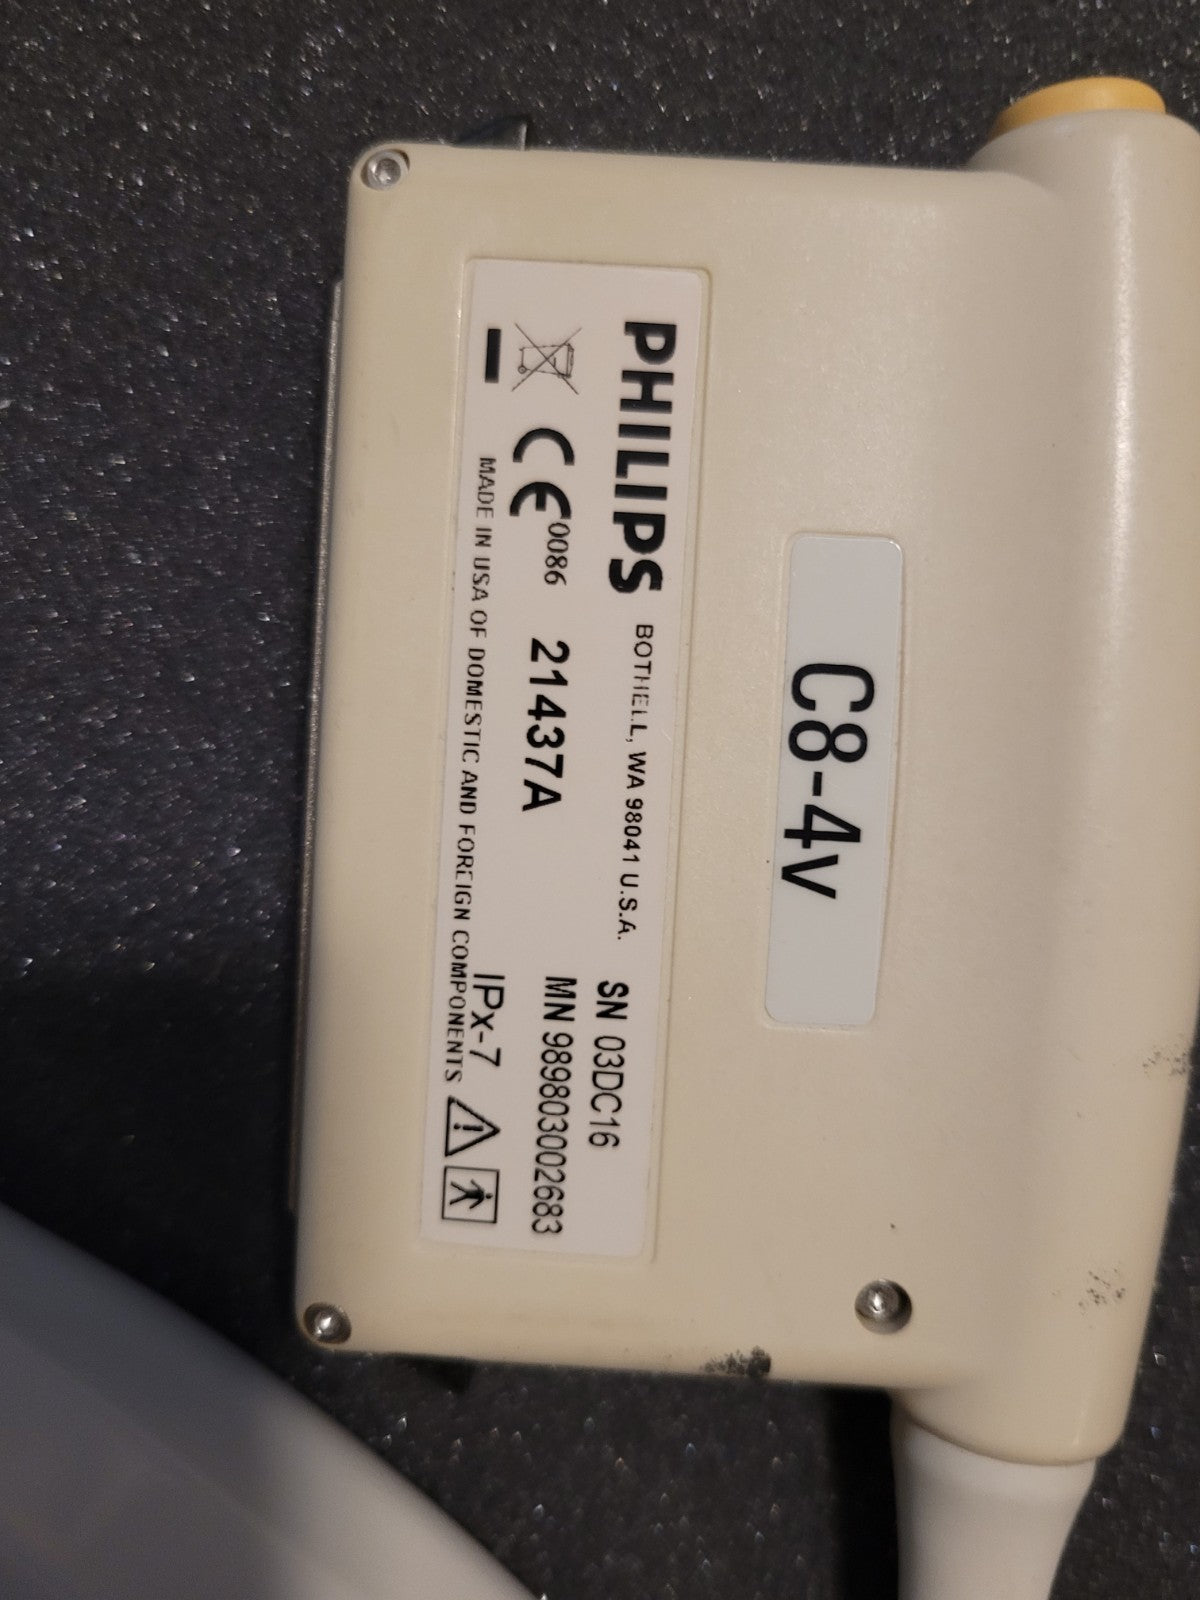 C8-4v
PHILIPS BOTHELL, WA 98041 U.S.A.
SN 03DC16
CE 0086 21437A
MN 989803002683
IPx-7
MADE IN USA OF DOMESTIC AND FOREIGN COMPONENTS